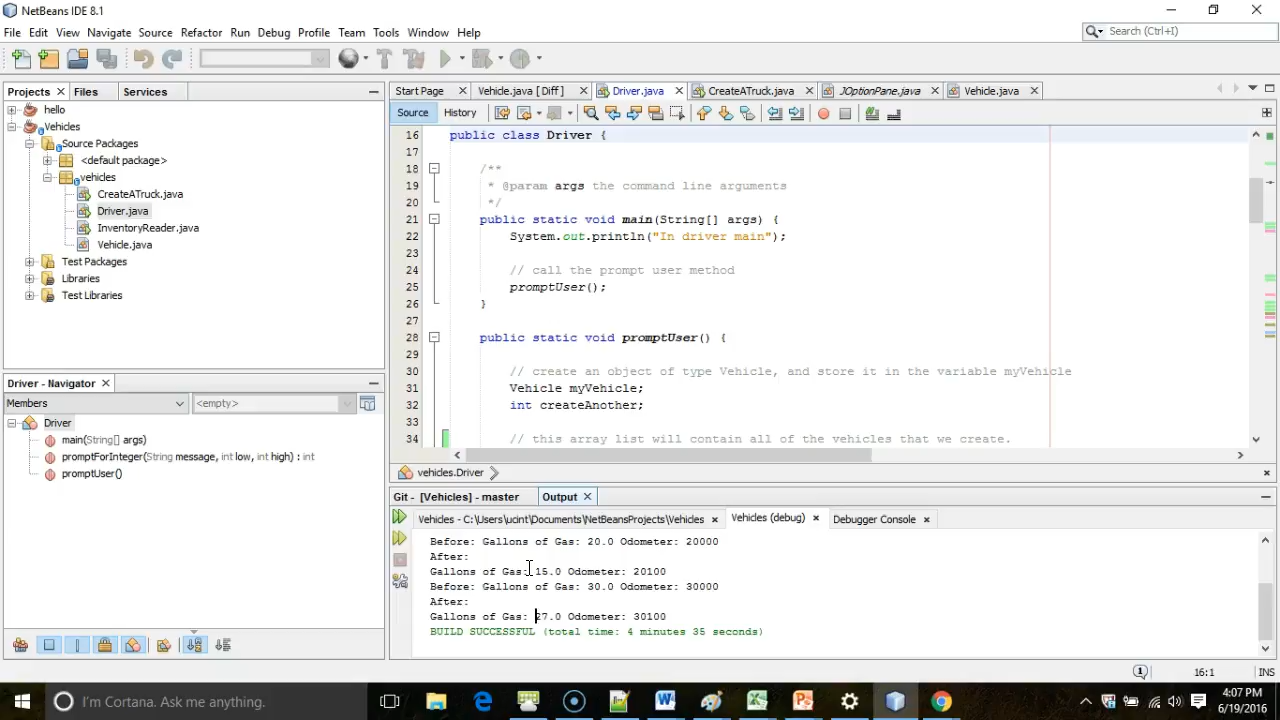 NetBeans IDE 8.1
File Edit View Navigate Source Refactor Run Debug Profile Team Tools Window Help
Search (Ctrl+I)
Projects Files Services
hello
Vehicles
Source Packages
<default package>
vehicles
CreateATruck.java
Driver.java
InventoryReader.java
Vehicle.java
Test Packages
Libraries
Test Libraries
Driver - Navigator
Members <empty>
Driver
main(String[] args)
promptForInteger(String message, int low, int high) : int
promptUser()
Start Page Vehicle.java [ Diff ] Driver.java CreateATruck.java JOptionPane.java Vehicle.java
Source History
16 public class Driver {
17
18 /**
19 * @param args the command line arguments
20 */
21 public static void main(String[] args) {
22 System.out.println("In driver main");
23
24 // call the prompt user method
25 promptUser();
26 }
27
28 public static void promptUser() {
29
30 // create an object of type Vehicle, and store it in the variable myVehicle
31 Vehicle myVehicle;
32 int createAnother;
33
34 // this array list will contain all of the vehicles that we create.
vehicles.Driver
Git - [Vehicles] - master Output
Vehicles - C:\Users\ucint\Documents\NetBeansProjects\Vehicles Vehicles (debug) Debugger Console
Before: Gallons of Gas: 20.0 Odometer: 20000
After:
Gallons of Gas: 15.0 Odometer: 20100
Before: Gallons of Gas: 30.0 Odometer: 30000
After:
Gallons of Gas: 27.0 Odometer: 30100
BUILD SUCCESSFUL (total time: 4 minutes 35 seconds)
1 16:1 INS
I'm Cortana. Ask me anything.
4:07 PM
6/19/2016